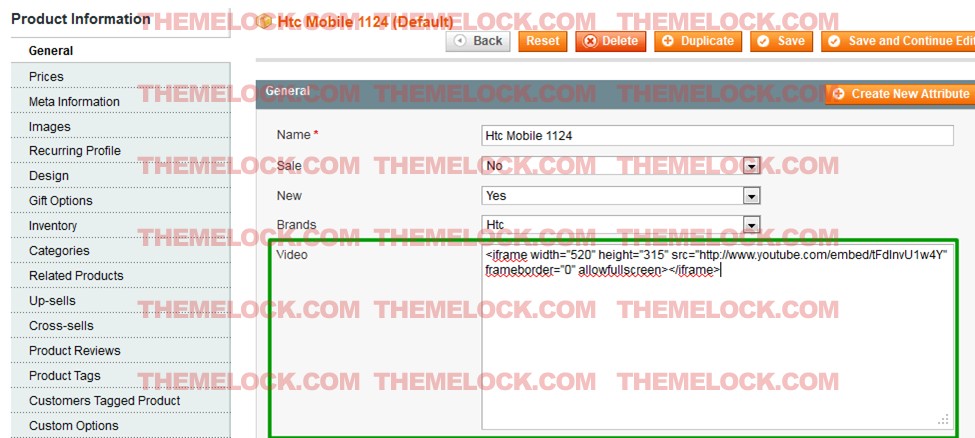 Product Information
General
Prices
Meta Information
Images
Recurring Profile
Design
Gift Options
Inventory
Categories
Related Products
Up-sells
Cross-sells
Product Reviews
Product Tags
Customers Tagged Product
Custom Options
Htc Mobile 1124 (Default)
Back Reset Delete Duplicate Save Save and Continue Edi
General Create New Attribute
Name * Htc Mobile 1124
Sale No
New Yes
Brands Htc
Video <iframe width="520" height="315" src="http://www.youtube.com/embed/tFdInvU1w4Y"
frameborder="0" allowfullscreen></iframe>
THEMELOCK.COM THEMELOCK.COM THEMELOCK.COM
THEMELOCK.COM THEMELOCK.COM THEMELOCK.COM
THEMELOCK.COM THEMELOCK.COM THEMELOCK.COM
THEMELOCK.COM THEMELOCK.COM THEMELOCK.COM
THEMELOCK.COM THEMELOCK.COM THEMELOCK.COM
THEMELOCK.COM THEMELOCK.COM THEMELOCK.COM